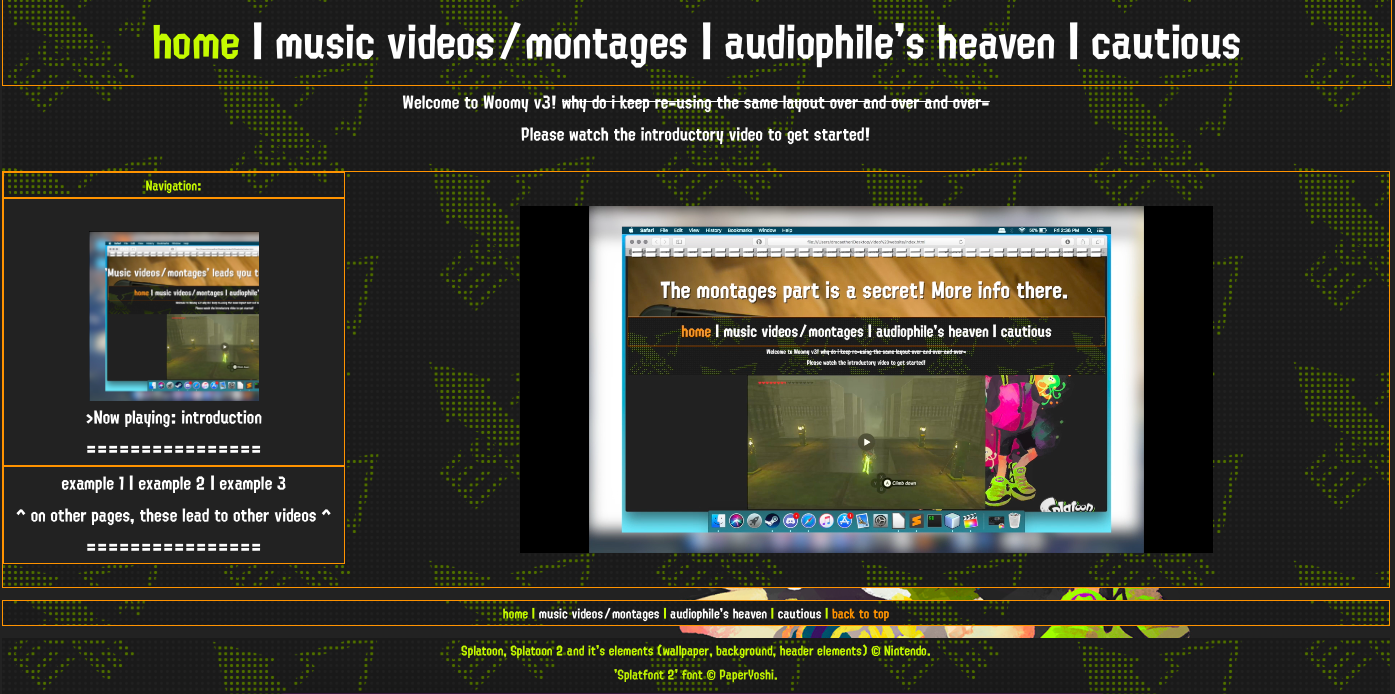 home | music videos/montages | audiophile's heaven | cautious
Welcome to Woomy v3! why do i keep re-using the same layout over and over and over-
Please watch the introductory video to get started!
Navigation:
'Music videos/montages' leads you t
home | music videos/montages | audiophile'
>Now playing: introduction
===============
example 1 | example 2 | example 3
^ on other pages, these lead to other videos ^
===============
Safari File Edit View History Bookmarks Window Help
50% Fri 2:36 PM
The montages part is a secret! More info there.
home | music videos/montages | audiophile's heaven | cautious
Welcome to Woomy v3! why do i keep re-using the same layout over and over and over-
Please watch the introductory video to get started!
Climb down
Splatoon
home | music videos/montages | audiophile's heaven | cautious | back to top
Splatoon, Splatoon 2 and it's elements (wallpaper, background, header elements) © Nintendo.
'Splatfont 2' font © PaperYoshi.